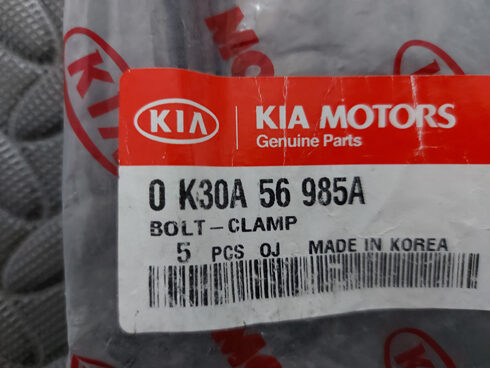 KIA
KIA MOTORS
Genuine Parts
0 K30A 56 985A
BOLT-CLAMP
5 PCS OJ MADE IN KOREA